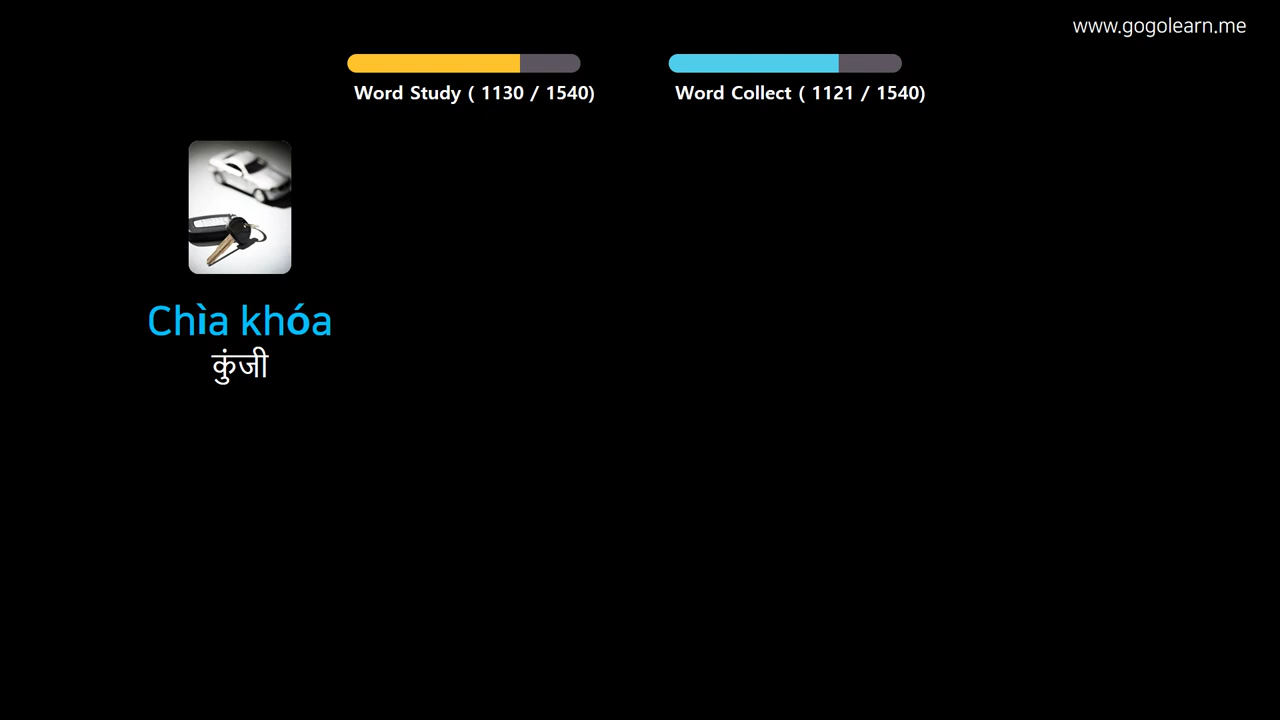 www.gogolearn.me
Word Study ( 1130 / 1540)
Word Collect ( 1121 / 1540)
Chìa khóa
कुंजी